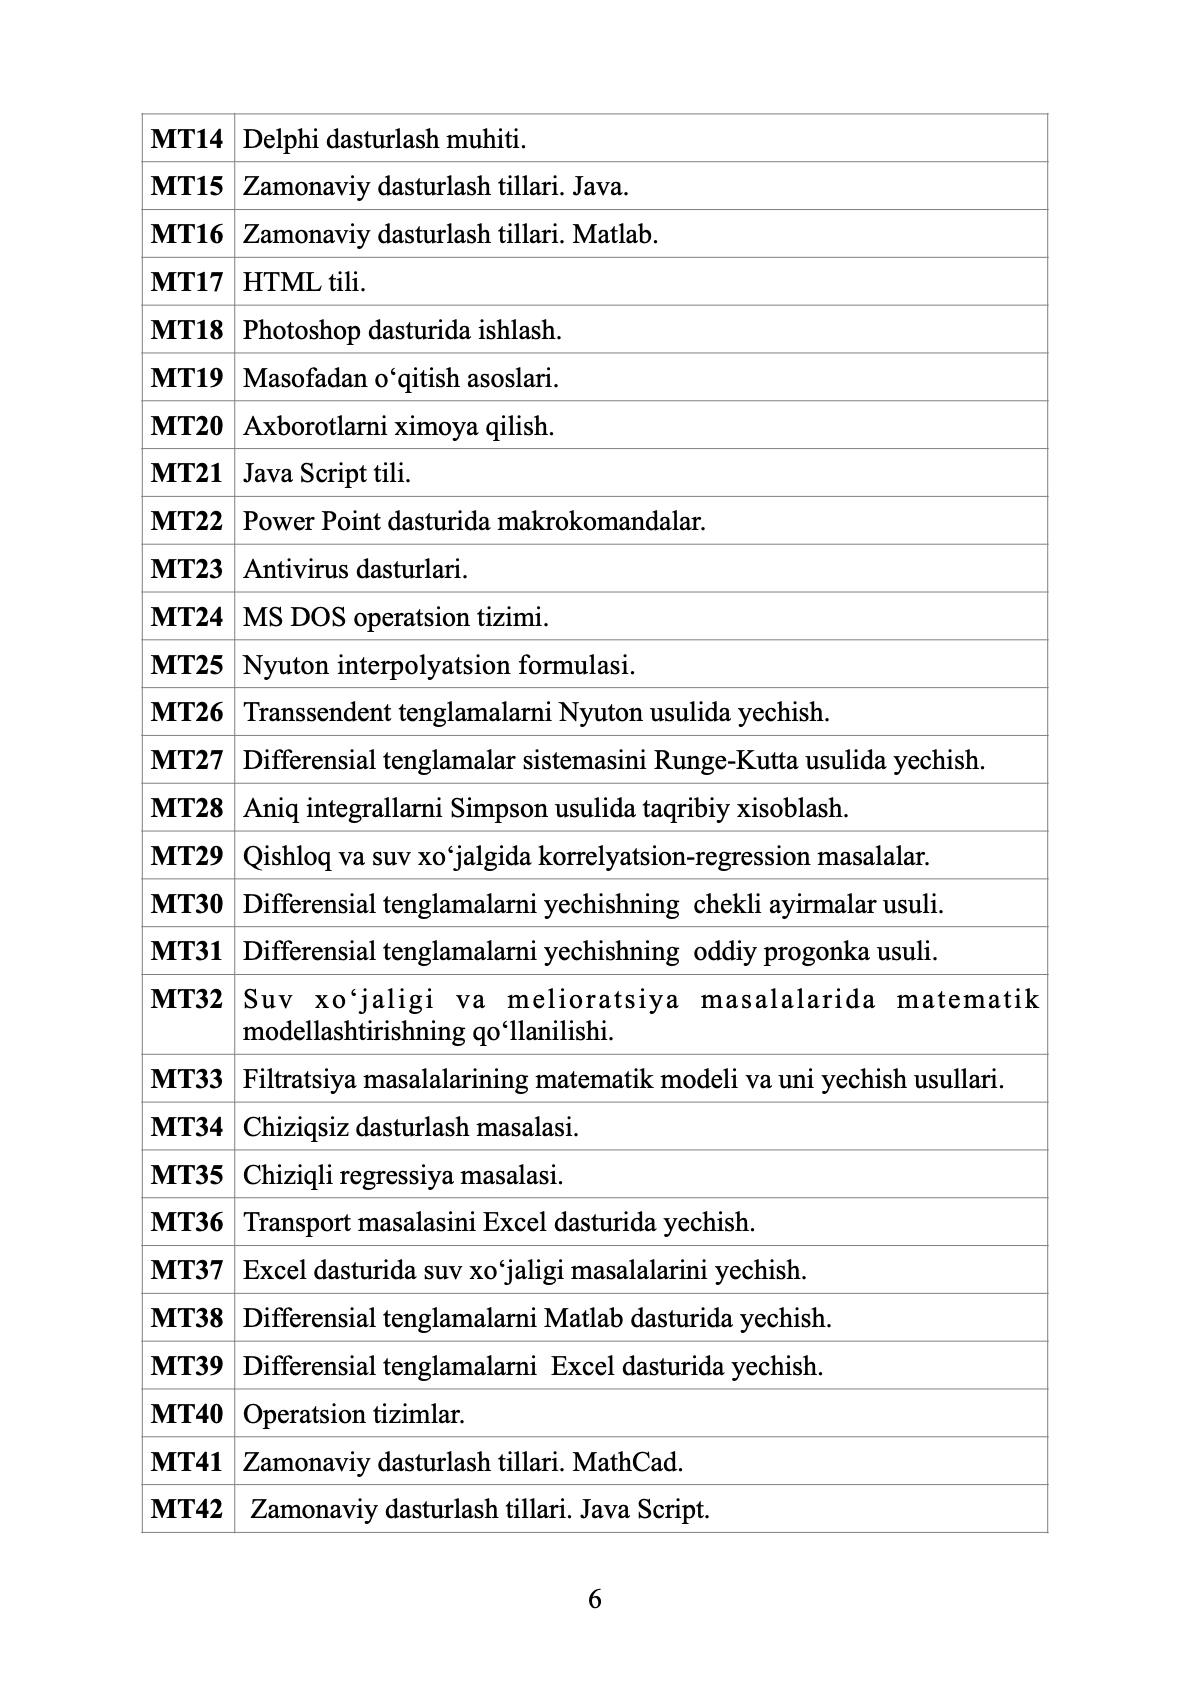 MT14 Delphi dasturlash muhiti.
MT15 Zamonaviy dasturlash tillari. Java.
MT16 Zamonaviy dasturlash tillari. Matlab.
MT17 HTML tili.
MT18 Photoshop dasturida ishlash.
MT19 Masofadan o‘qitish asoslari.
MT20 Axborotlarni ximoya qilish.
MT21 Java Script tili.
MT22 Power Point dasturida makrokomandalar.
MT23 Antivirus dasturlari.
MT24 MS DOS operatsion tizimi.
MT25 Nyuton interpolyatsion formulasi.
MT26 Transsendent tenglamalarni Nyuton usulida yechish.
MT27 Differensial tenglamalar sistemasini Runge-Kutta usulida yechish.
MT28 Aniq integrallarni Simpson usulida taqribiy xisoblash.
MT29 Qishloq va suv xo‘jalgida korrelyatsion-regression masalalar.
MT30 Differensial tenglamalarni yechishning chekli ayirmalar usuli.
MT31 Differensial tenglamalarni yechishning oddiy progonka usuli.
MT32 Suv xo‘jaligi va melioratsiya masalalarida matematik
modellashtirishning qo‘llanilishi.
MT33 Filtratsiya masalalarining matematik modeli va uni yechish usullari.
MT34 Chiziqsiz dasturlash masalasi.
MT35 Chiziqli regressiya masalasi.
MT36 Transport masalasini Excel dasturida yechish.
MT37 Excel dasturida suv xo‘jaligi masalalarini yechish.
MT38 Differensial tenglamalarni Matlab dasturida yechish.
MT39 Differensial tenglamalarni Excel dasturida yechish.
MT40 Operatsion tizimlar.
MT41 Zamonaviy dasturlash tillari. MathCad.
MT42 Zamonaviy dasturlash tillari. Java Script.
6